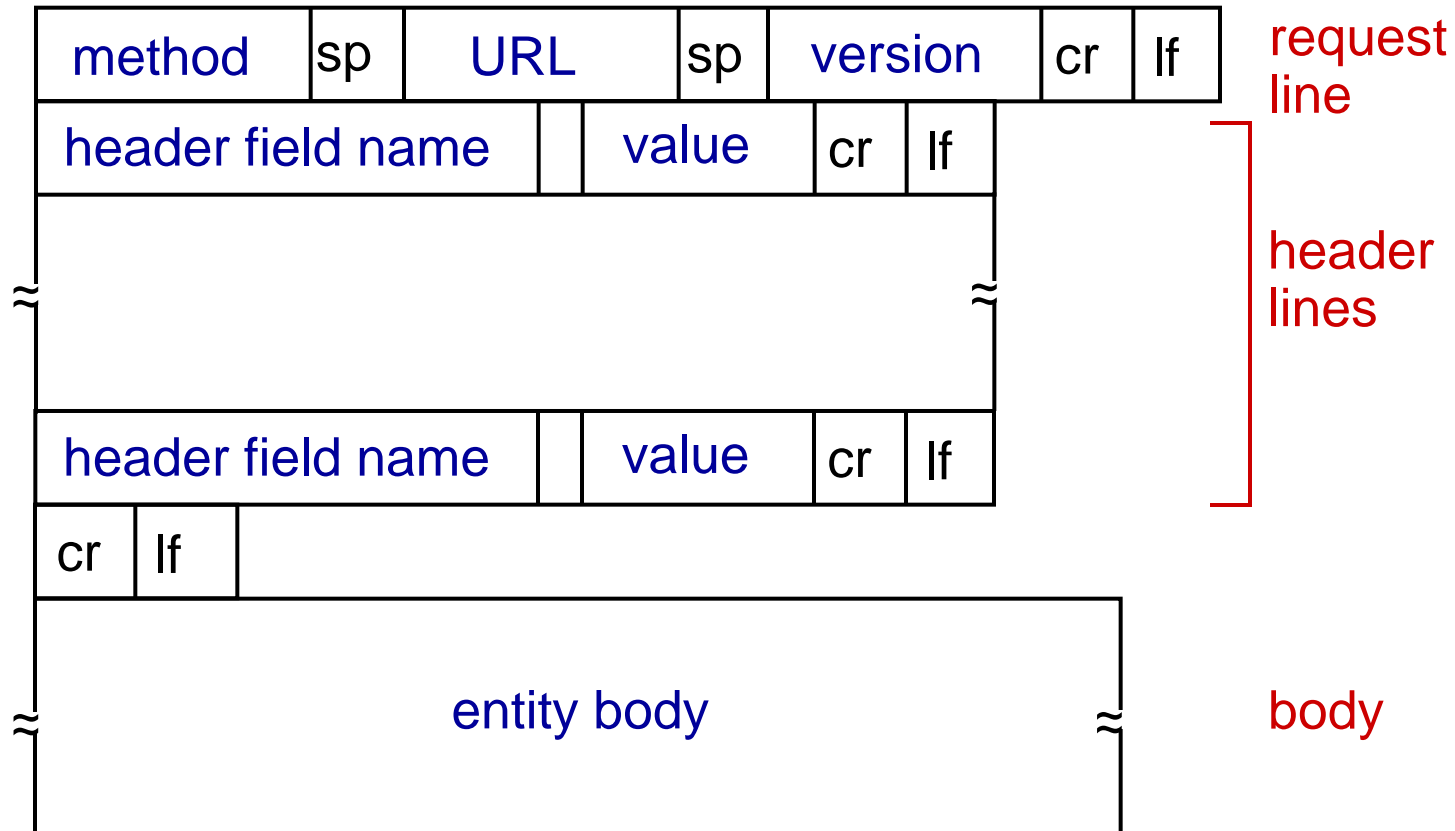 method sp URL sp version cr lf request
line
header field name value cr lf
header
lines
header field name value cr lf
cr lf
entity body body